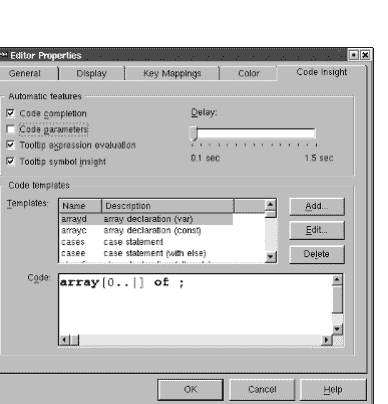 Editor Properties
General Display Key Mappings Color Code Insight
Automatic features
Code completion Delay:
Code parameters
Tooltip expression evaluation
Tooltip symbol insight 0.1 sec 1.5 sec
Code templates
Templates: Name Description Add...
arrayd array declaration (var)
arrayc array declaration (const) Edit...
cases case statement
casee case statement (with else) Delete
Code: array[0..|] of ;
OK Cancel Help